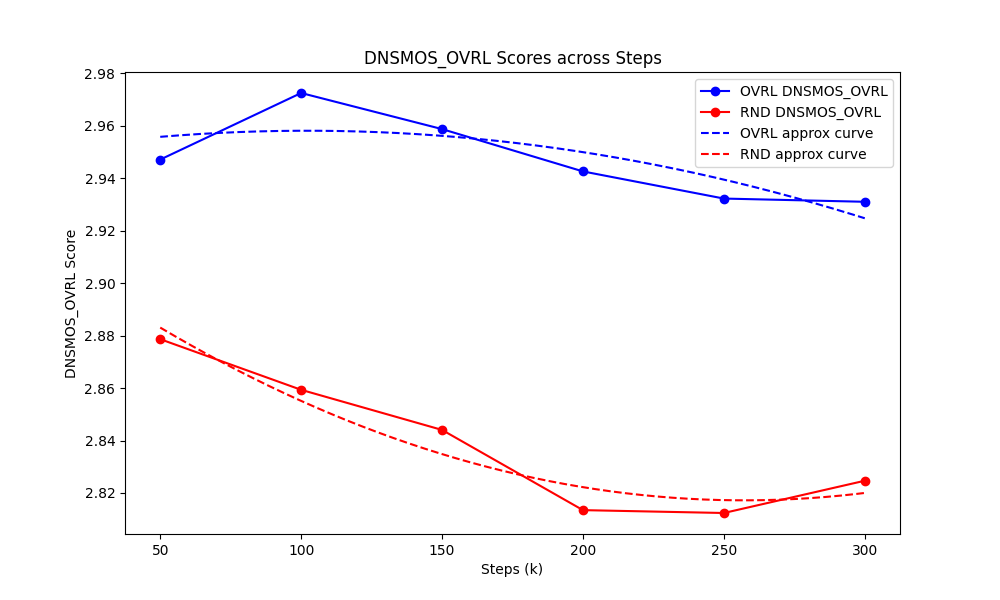 DNSMOS_OVRL Scores across Steps
OVRL DNSMOS_OVRL
RND DNSMOS_OVRL
OVRL approx curve
RND approx curve
DNSMOS_OVRL Score
2.98
2.96
2.94
2.92
2.90
2.88
2.86
2.84
2.82
50 100 150 200 250 300
Steps (k)